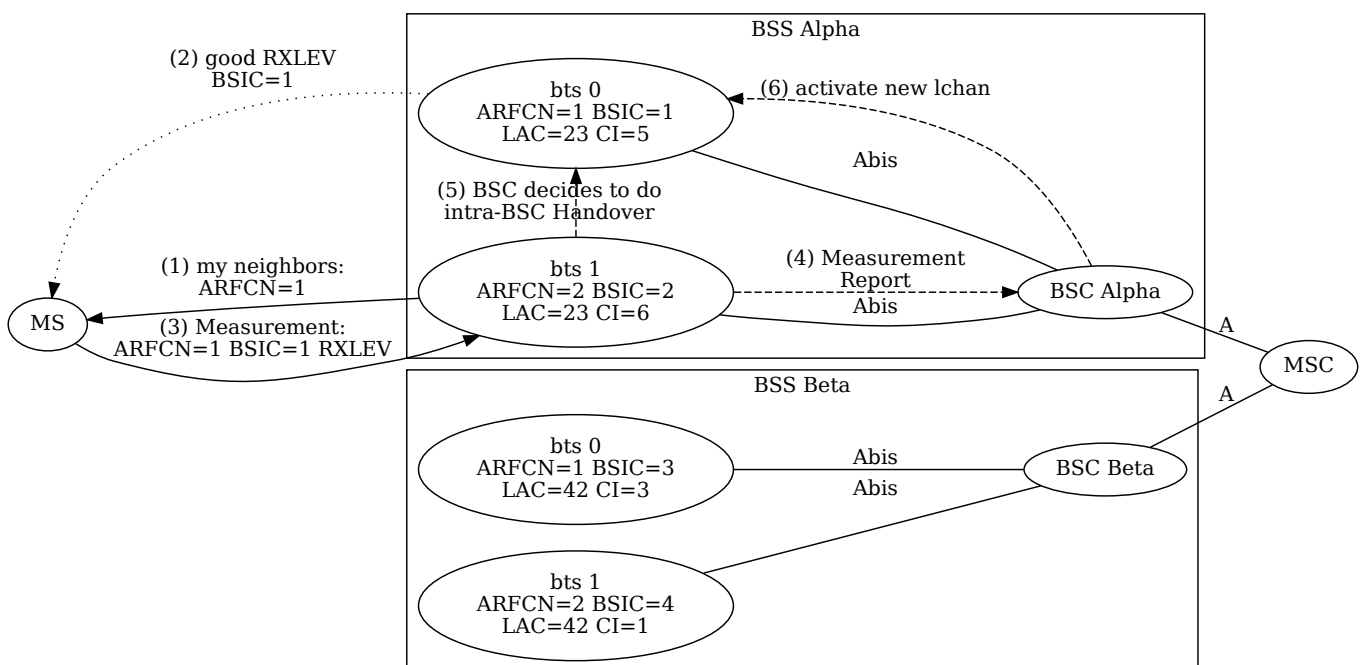 BSS Alpha
(2) good RXLEV
BSIC=1
bts 0
ARFCN=1 BSIC=1
LAC=23 CI=5
(6) activate new lchan
Abis
(5) BSC decides to do
intra-BSC Handover
(1) my neighbors:
ARFCN=1
bts 1
ARFCN=2 BSIC=2
LAC=23 CI=6
(4) Measurement
Report
Abis
BSC Alpha
MS
(3) Measurement:
ARFCN=1 BSIC=1 RXLEV
A
MSC
BSS Beta
A
bts 0
ARFCN=1 BSIC=3
LAC=42 CI=3
Abis
BSC Beta
Abis
bts 1
ARFCN=2 BSIC=4
LAC=42 CI=1